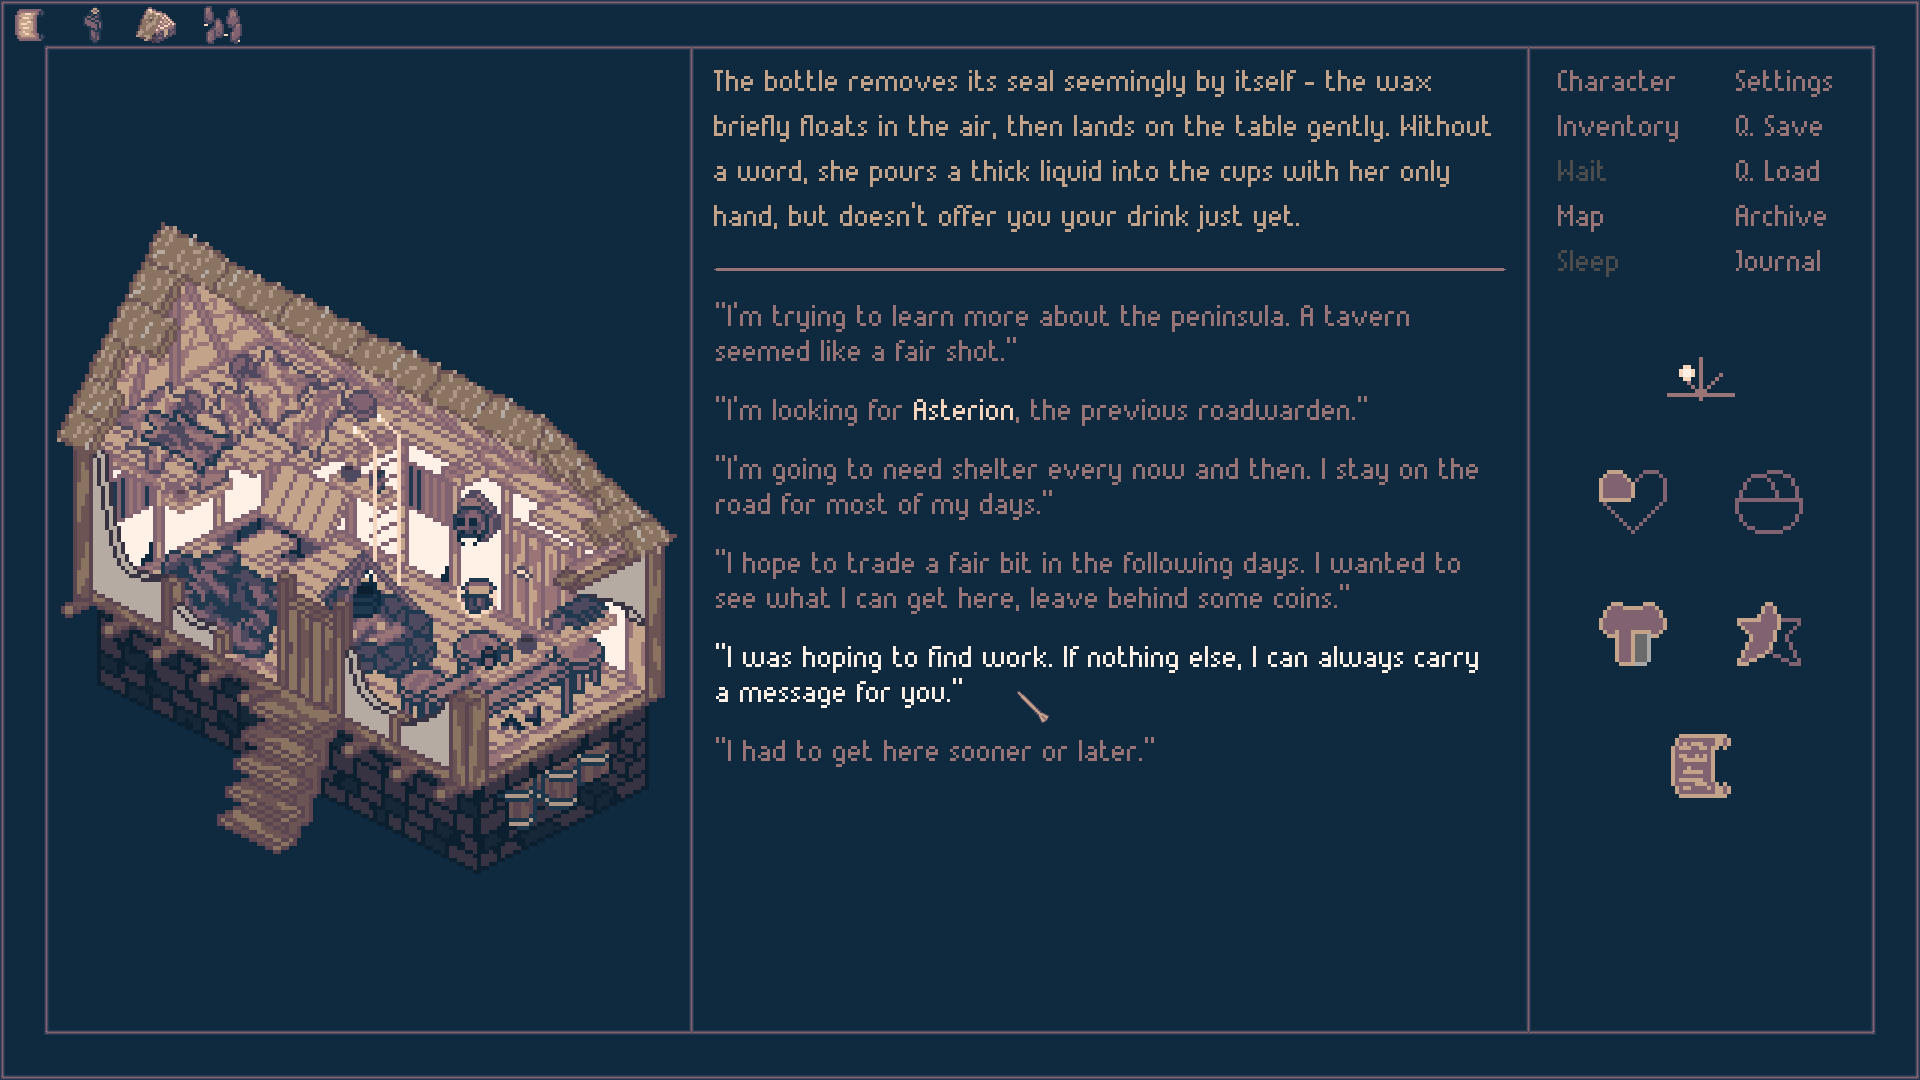 The bottle removes its seal seemingly by itself - the wax
briefly floats in the air, then lands on the table gently. Without
a word, she pours a thick liquid into the cups with her only
hand, but doesn't offer you your drink just yet.
"I'm trying to learn more about the peninsula. A tavern
seemed like a fair shot."
"I'm looking for Asterion, the previous roadwarden."
"I'm going to need shelter every now and then. I stay on the
road for most of my days."
"I hope to trade a fair bit in the following days. I wanted to
see what I can get here, leave behind some coins."
"I was hoping to find work. If nothing else, I can always carry
a message for you."
"I had to get here sooner or later."
Character
Inventory
Wait
Map
Sleep
Settings
Q. Save
Q. Load
Archive
Journal